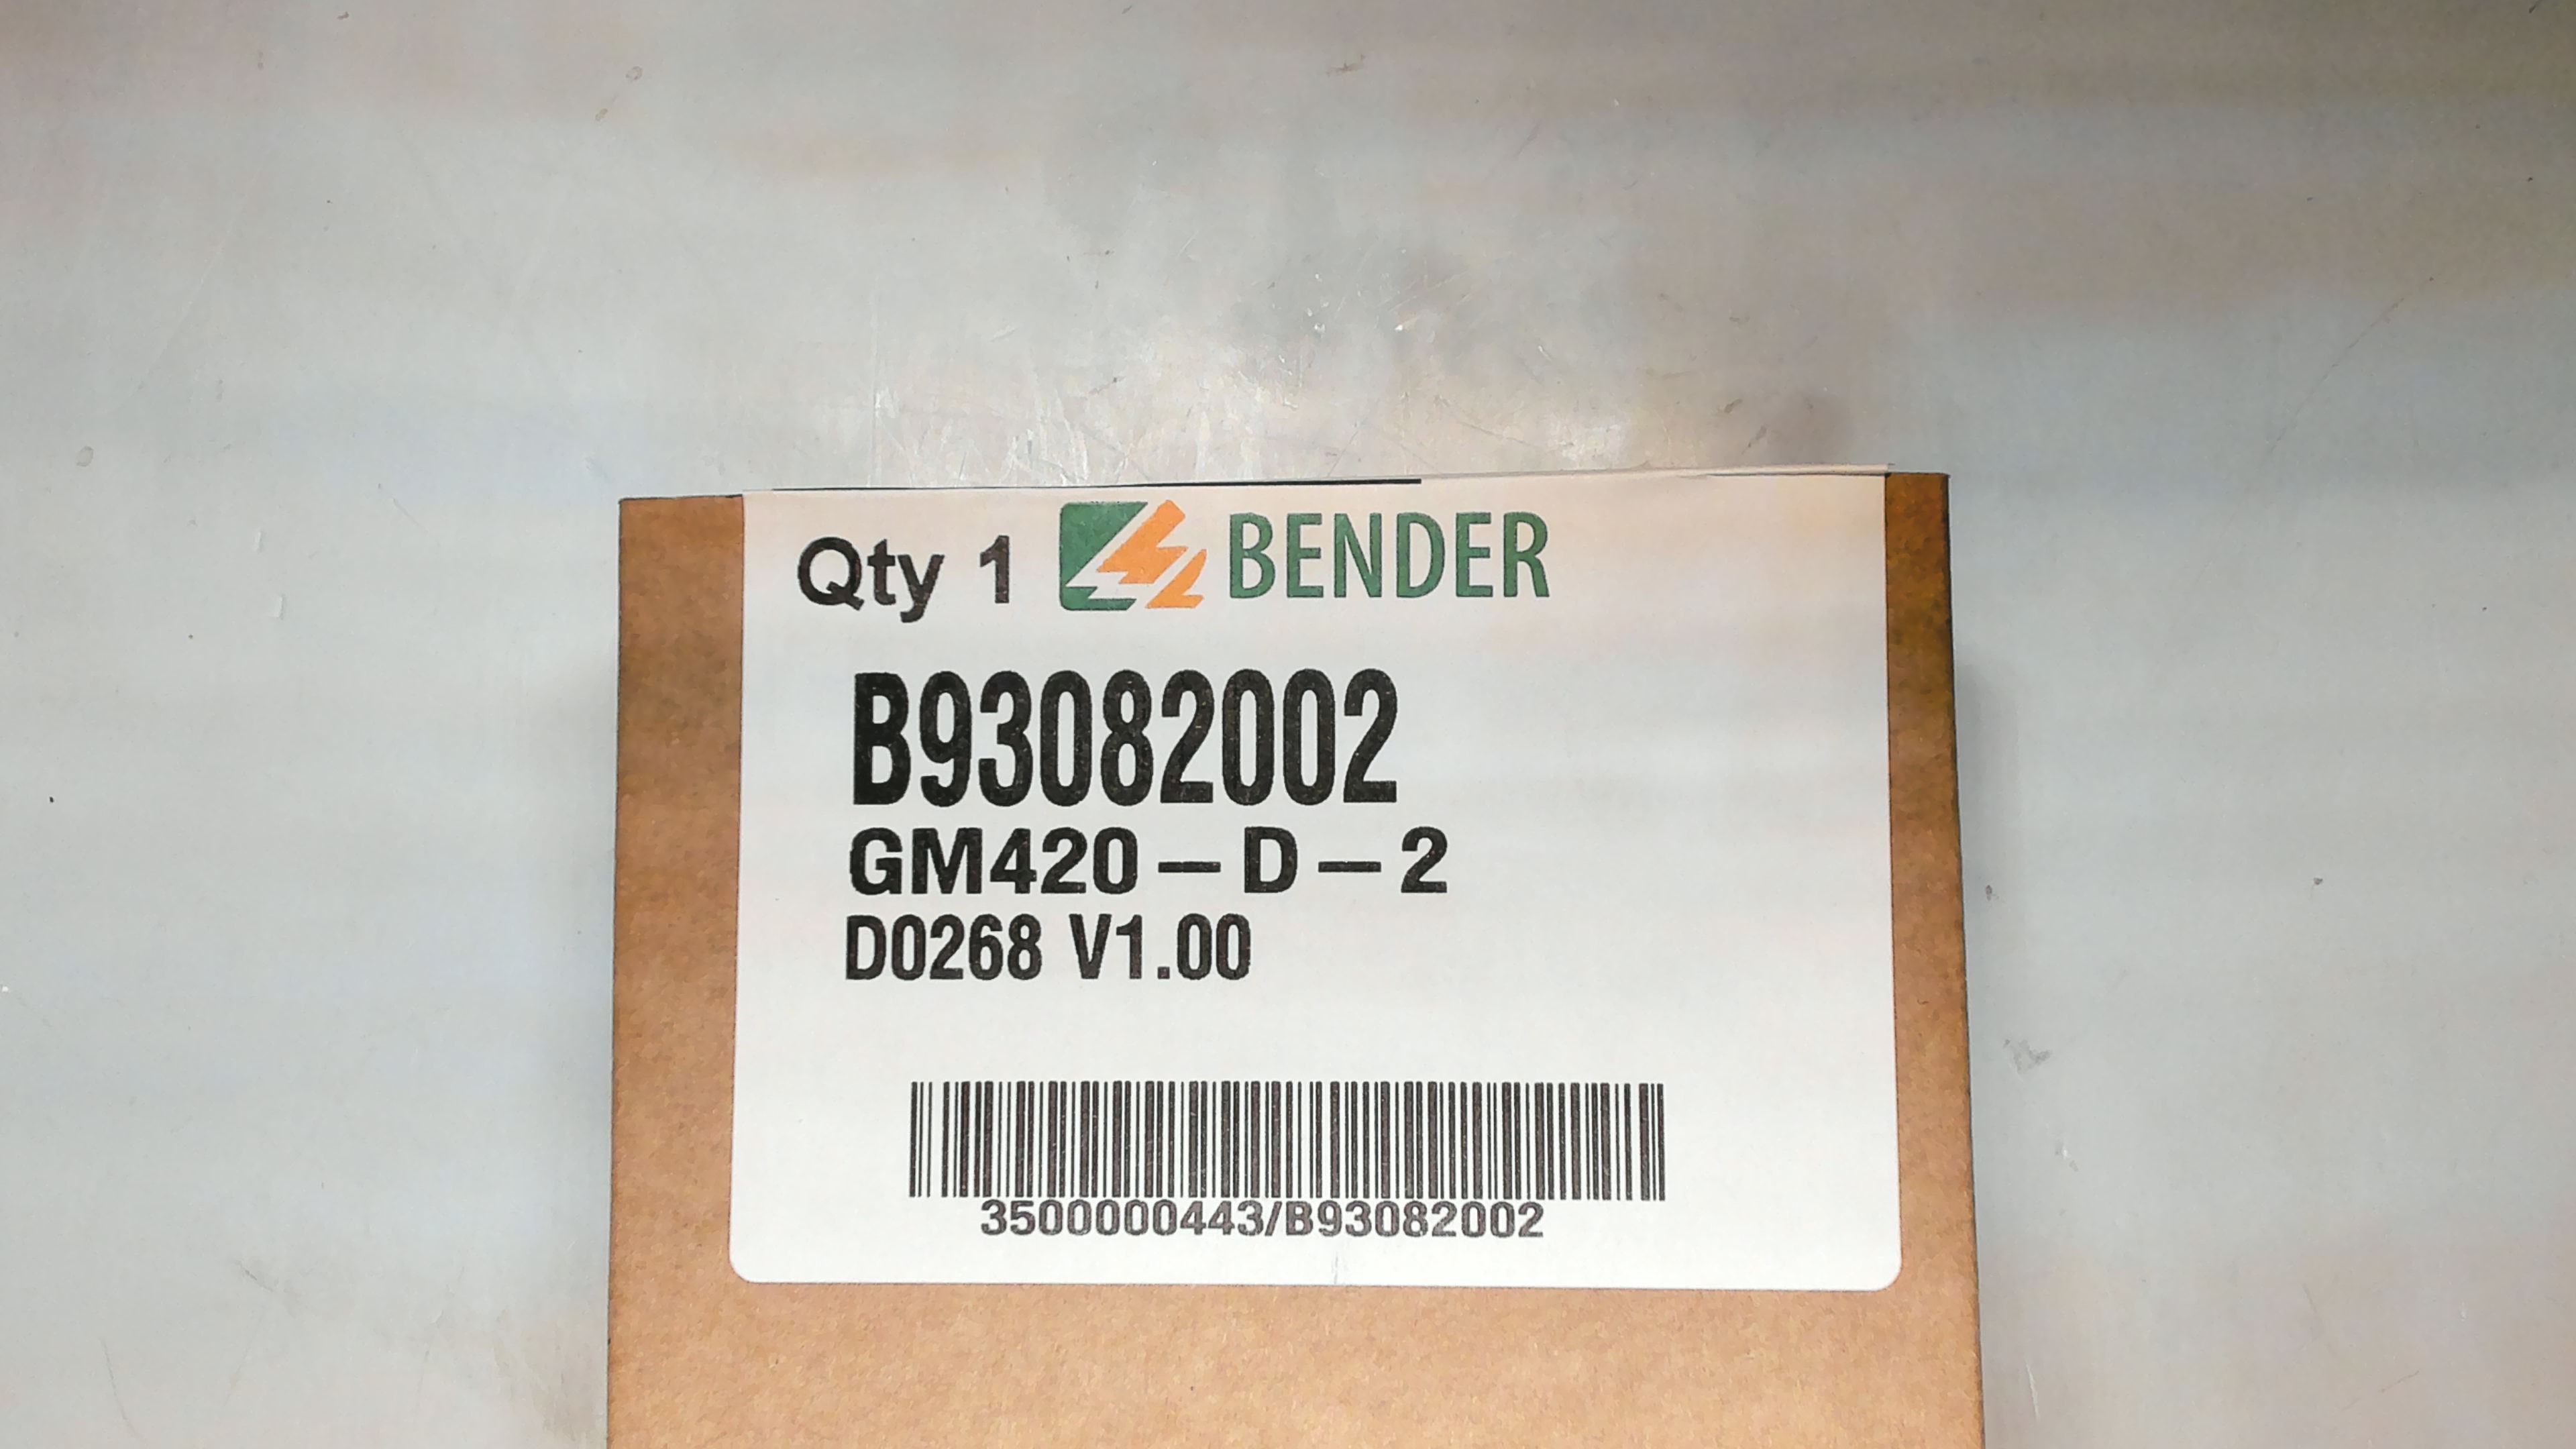 Qty 1 BENDER
B93082002
GM420-D-2
D0268 V1.00
3500000443/B93082002